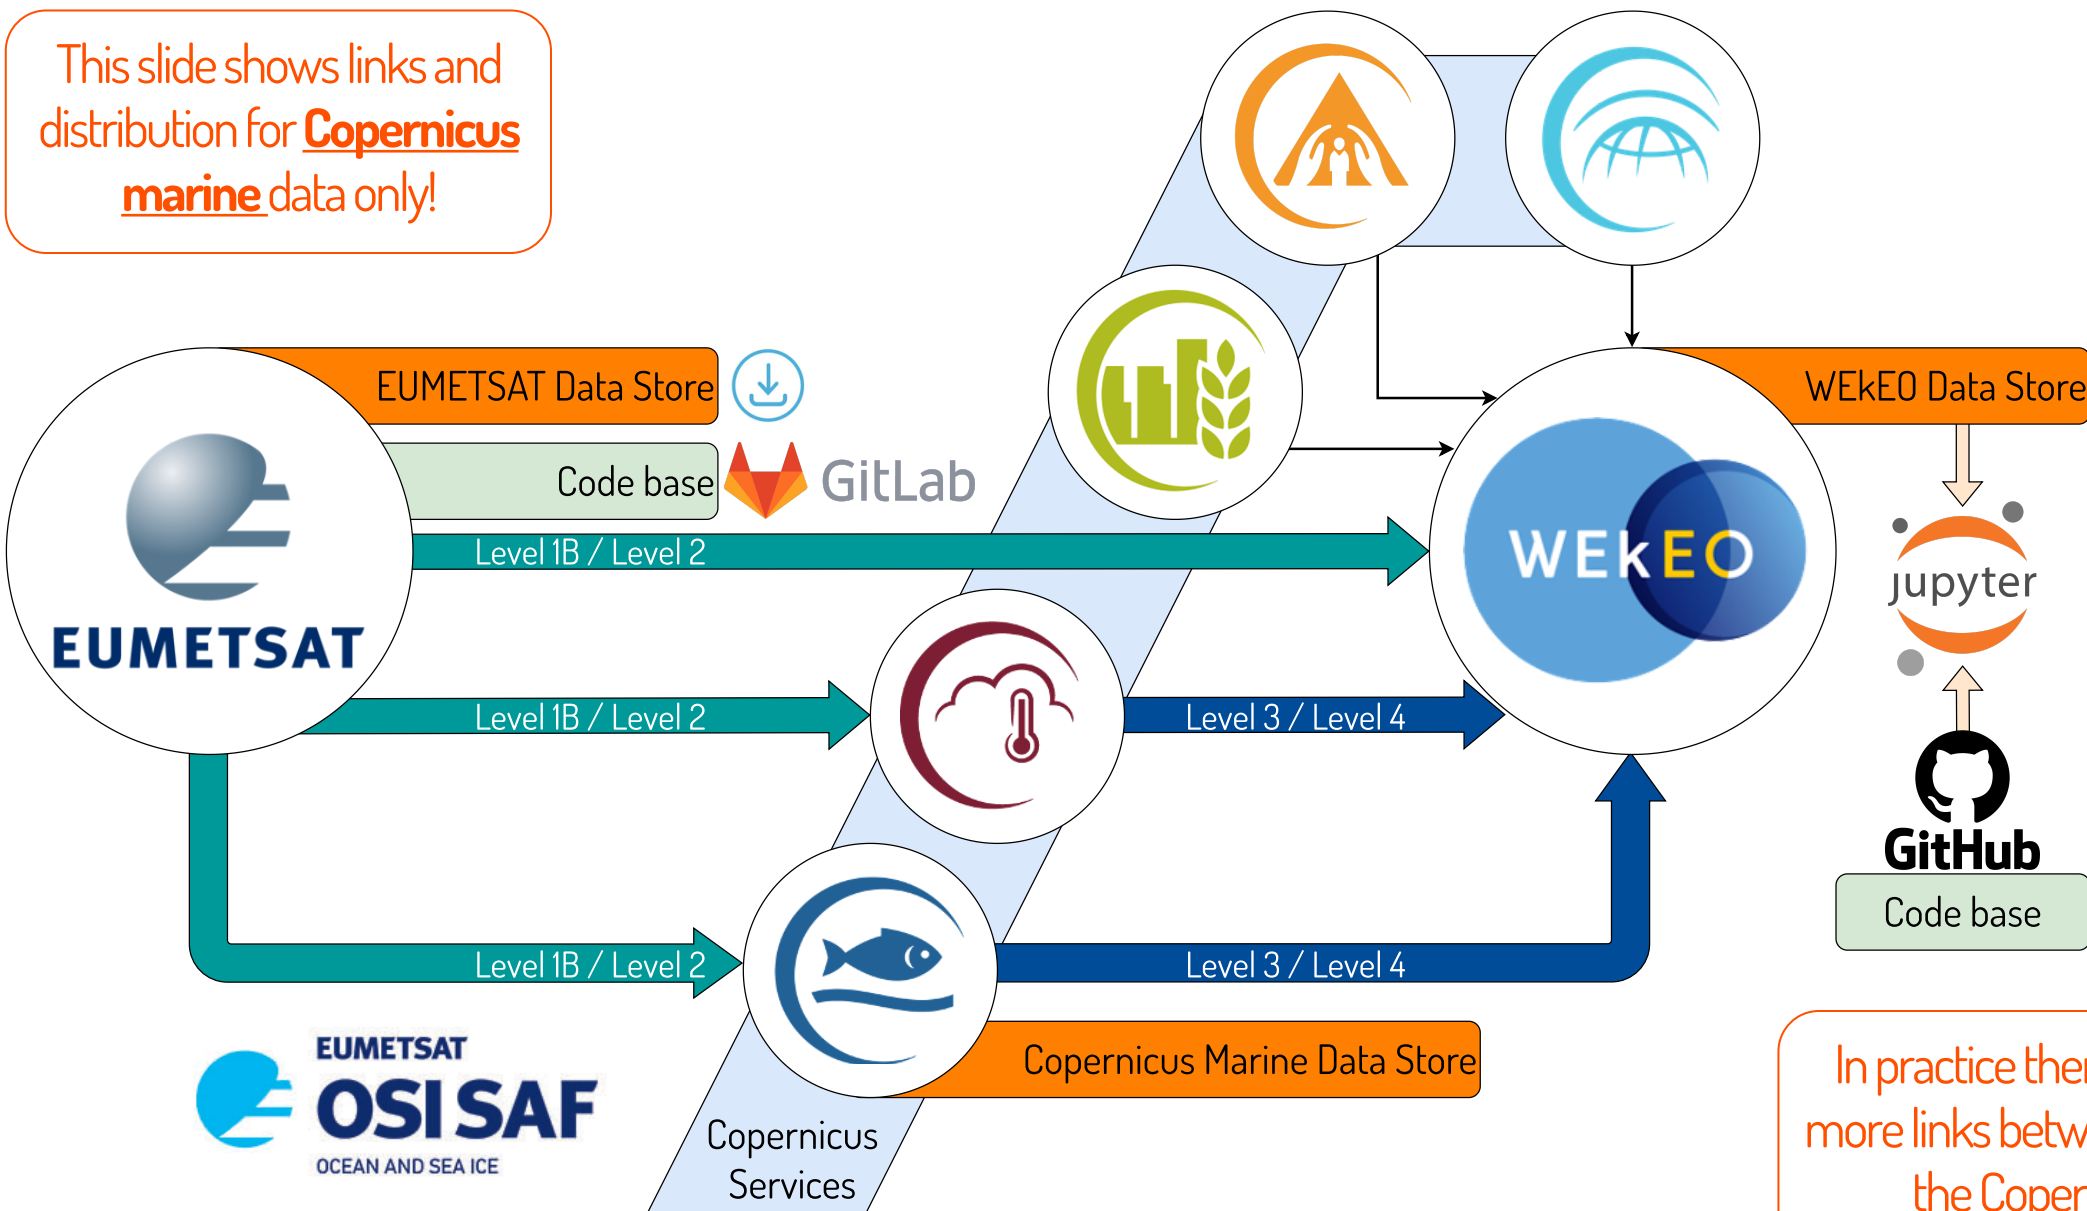 This slide shows links and
distribution for Copernicus
marine data only!
EUMETSAT Data Store
WEkEO Data Store
Code base
GitLab
Level 1B / Level 2
WEkEO
EUMETSAT
jupyter
Level 1B / Level 2
Level 3 / Level 4
GitHub
Code base
Level 1B / Level 2
Level 3 / Level 4
EUMETSAT
OSI SAF
OCEAN AND SEA ICE
Copernicus Marine Data Store
Copernicus
Services
In practice
more links
the